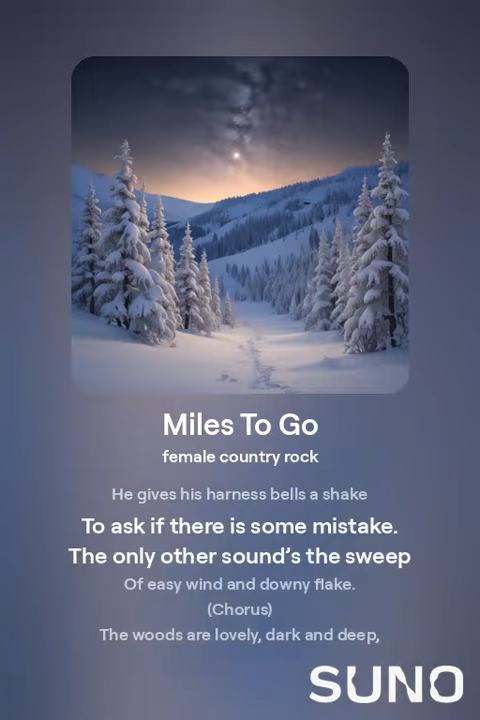 Miles To Go
female country rock
He gives his harness bells a shake
To ask if there is some mistake.
The only other sound's the sweep
Of easy wind and downy flake.
(Chorus)
The woods are lovely, dark and deep,
SUNO